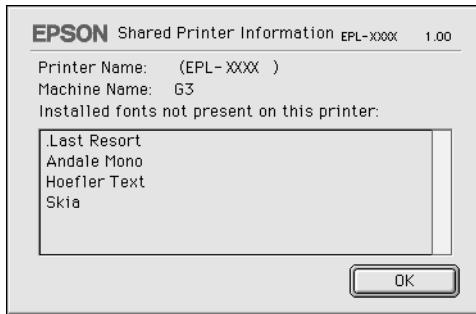 EPSON Shared Printer Information EPL-XXXX 1.00
Printer Name: (EPL-XXXX )
Machine Name: G3
Installed fonts not present on this printer:
.Last Resort
Andale Mono
Hoefler Text
Skia
OK